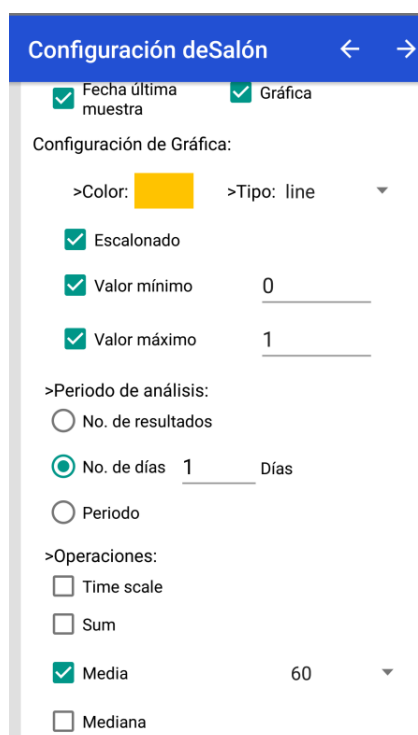 Configuración deSalón
Fecha última muestra
Gráfica
Configuración de Gráfica:
>Color:
>Tipo: line
Escalonado
Valor mínimo 0
Valor máximo 1
>Periodo de análisis:
No. de resultados
No. de días 1 Días
Periodo
>Operaciones:
Time scale
Sum
Media 60
Mediana